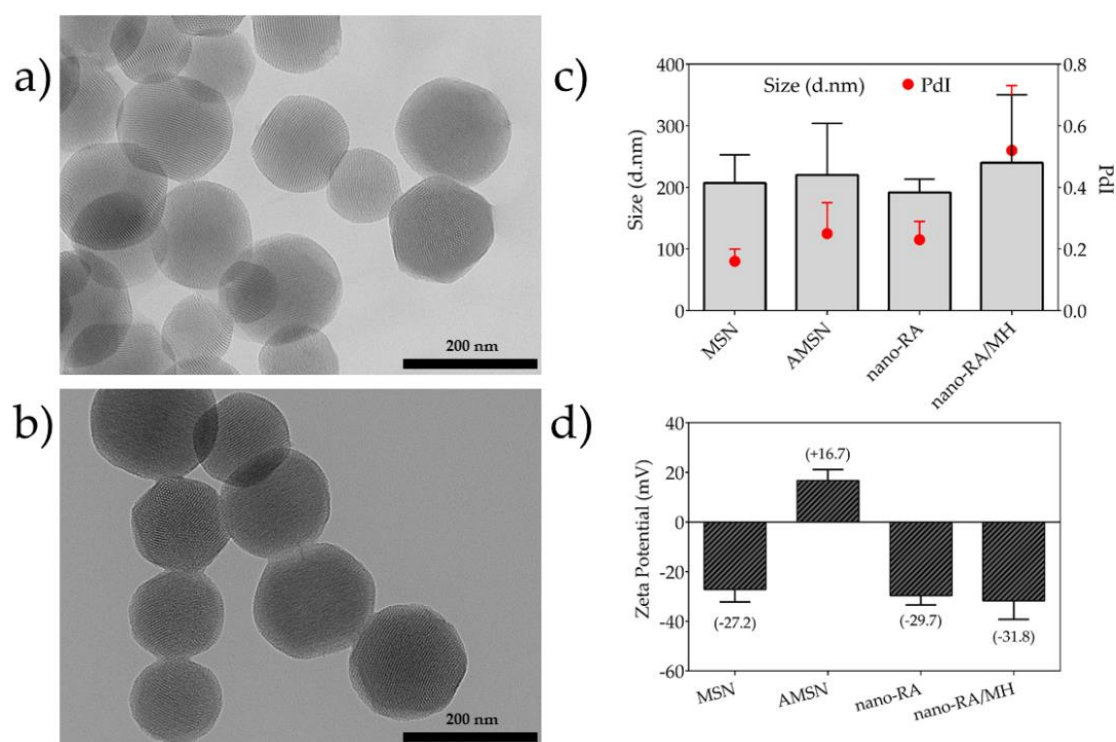 a)
200 nm
b)
200 nm
c)
Size (d.nm) PdI
400
300
200
100
0
Size (d.nm)
0.8
0.6
0.4
0.2
0.0
PdI
MSN
AMSN
nano-RA
nano-RA/MH
d)
40
20
0
-20
-40
-60
Zeta Potential (mV)
(+16.7)
(-27.2)
(-29.7)
(-31.8)
MSN
AMSN
nano-RA
nano-RA/MH